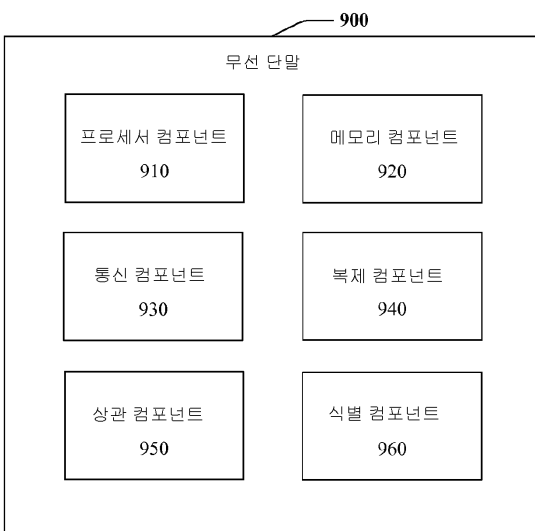 900
무선 단말
프로세서 컴포넌트
910
메모리 컴포넌트
920
통신 컴포넌트
930
복제 컴포넌트
940
상관 컴포넌트
950
식별 컴포넌트
960